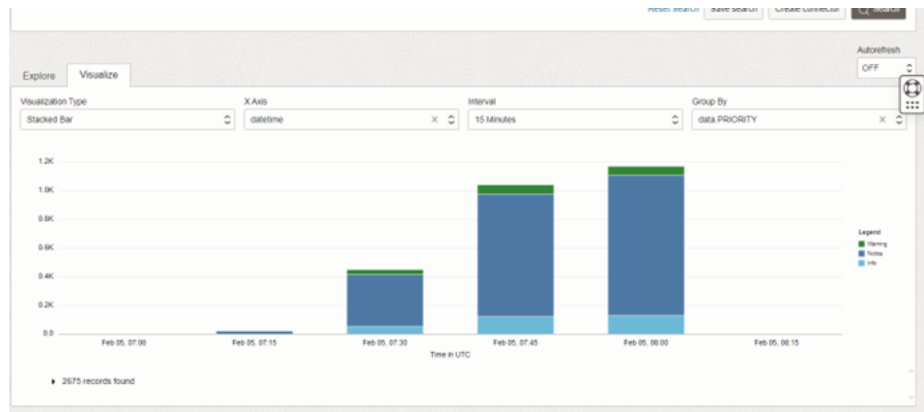 Reset Search Save search Create connector Search
Autorefresh
OFF
Explore Visualize
Visualization Type X Axis Interval Group By
Stacked Bar datetime 15 Minutes data.PRIORITY
1.2K
1.0K
0.8K
0.6K
0.4K
0.2K
0.0
Legend
Warning
Notice
Info
Feb 05, 07:00 Feb 05, 07:15 Feb 05, 07:30 Feb 05, 07:45 Feb 05, 08:00 Feb 05, 08:15
Time in UTC
2675 records found